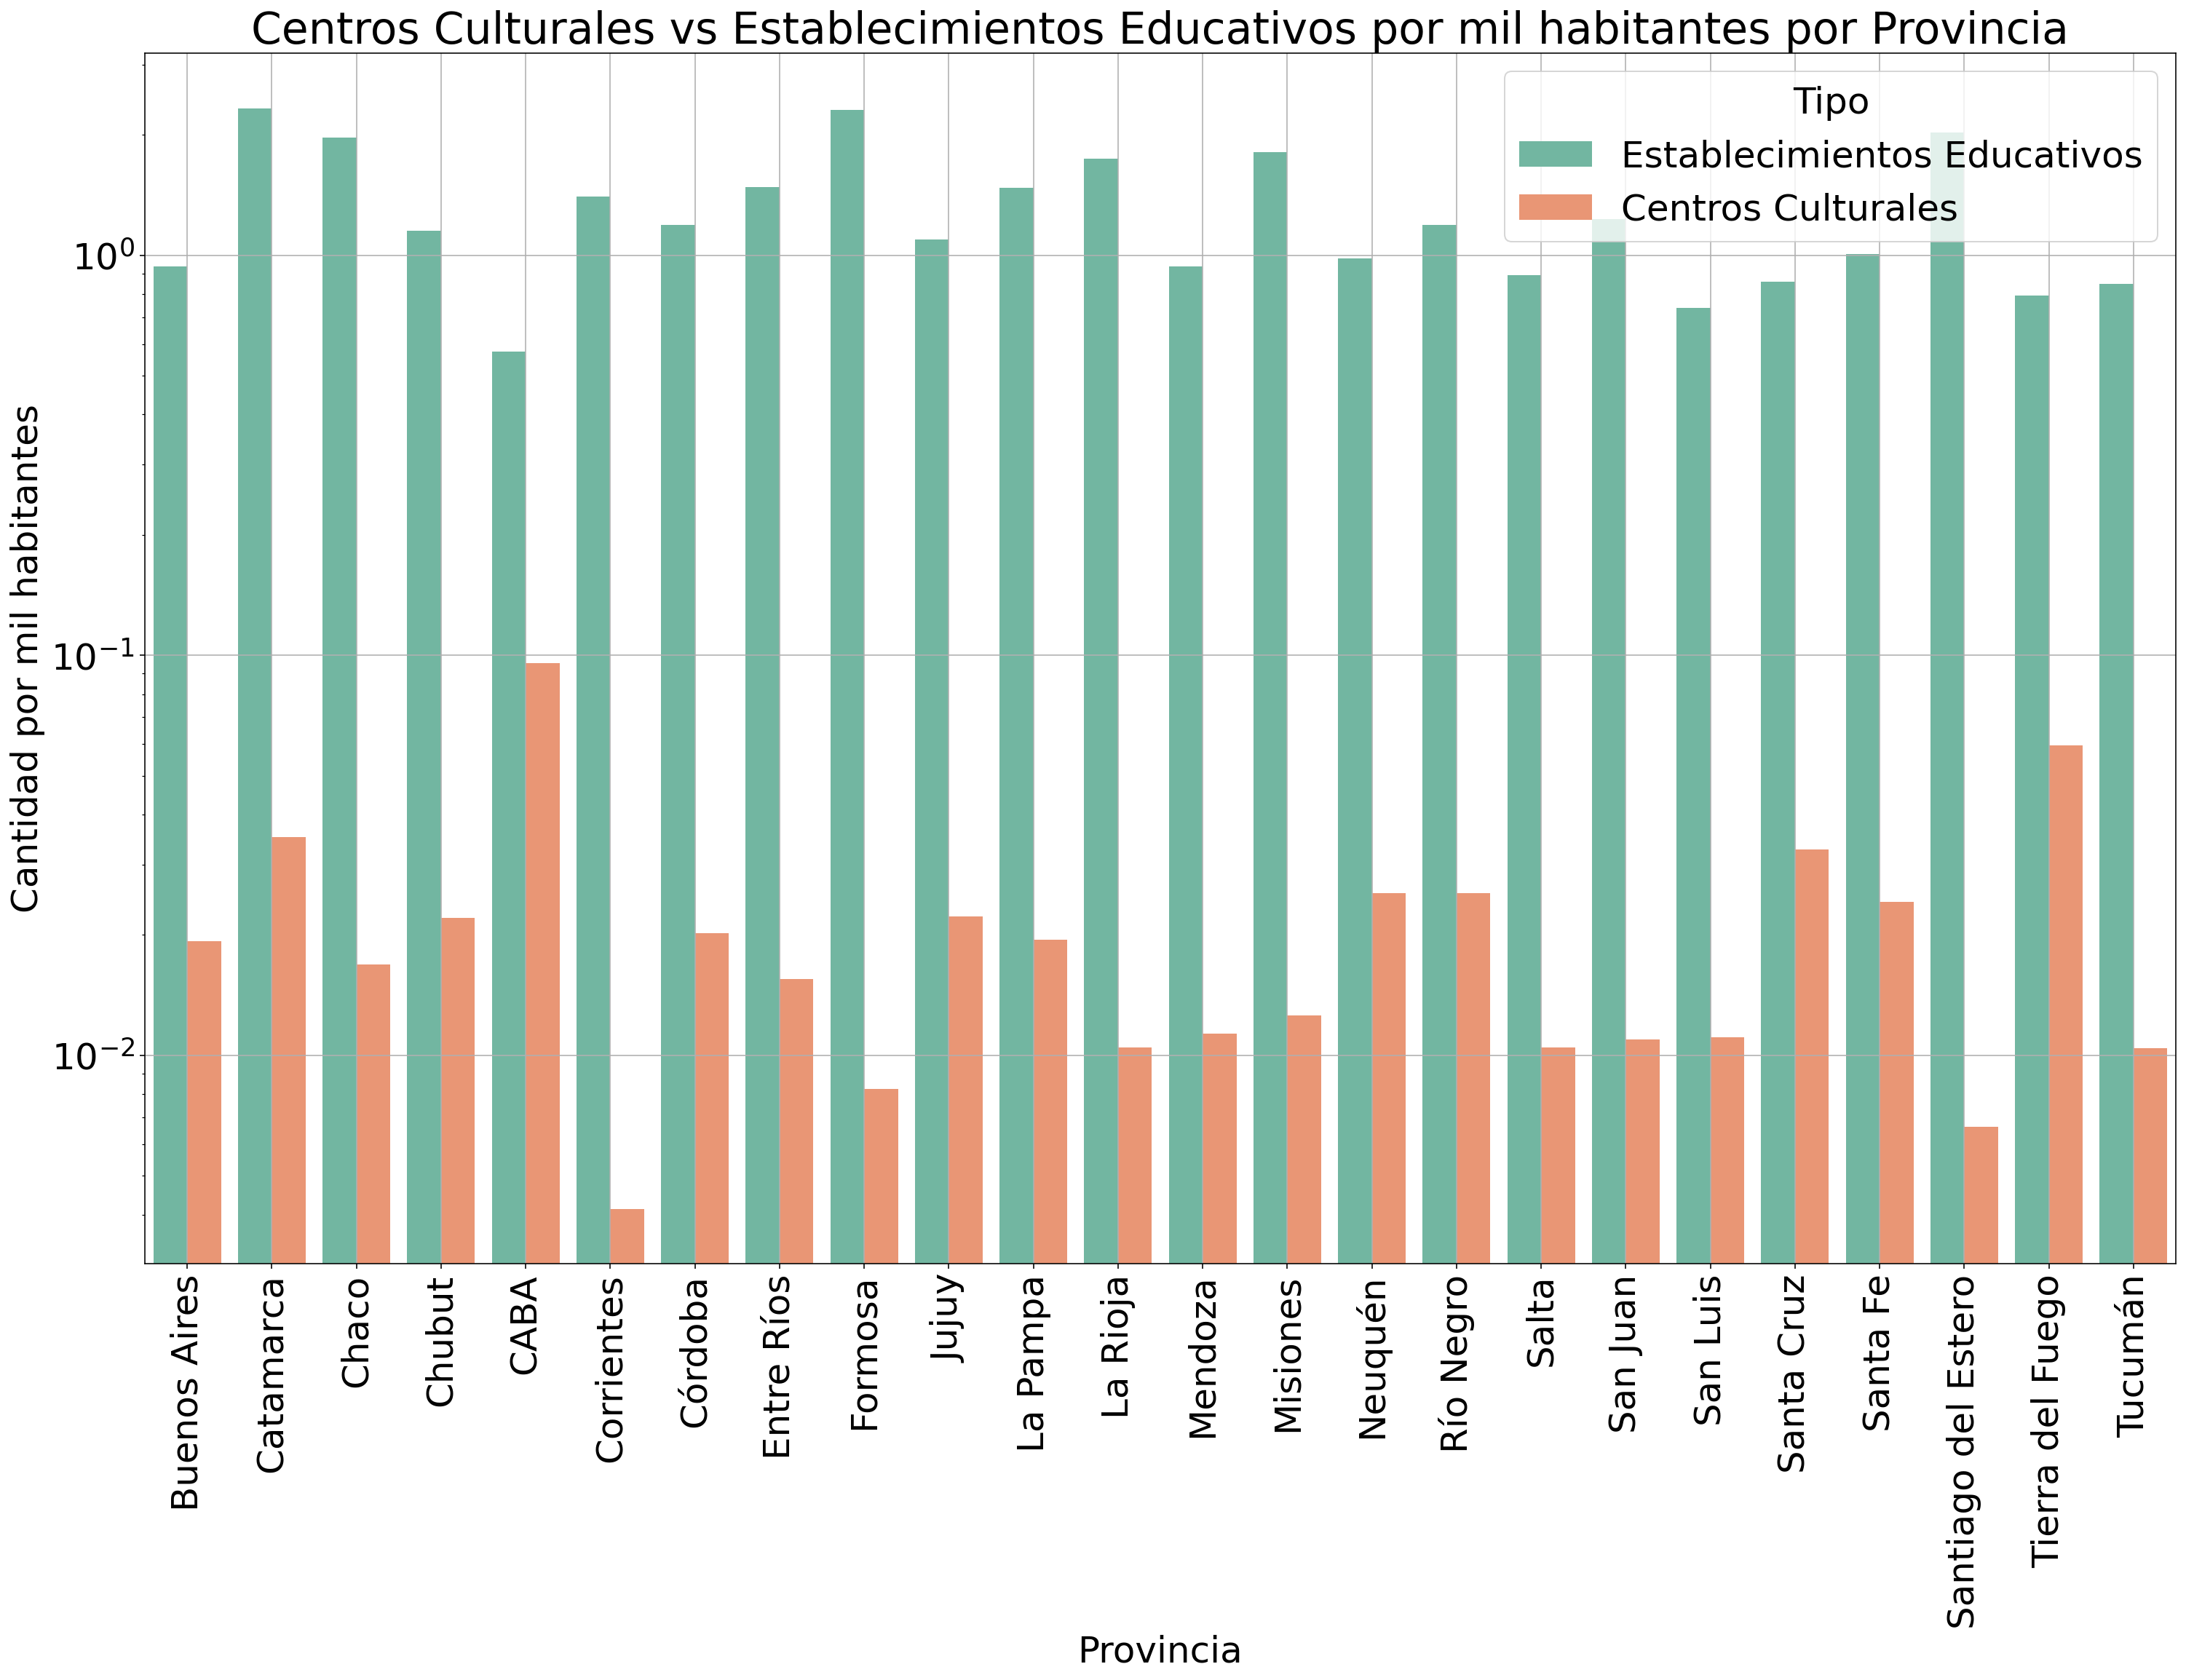 Centros Culturales vs Establecimientos Educativos por mil habitantes por Provincia
Tipo
Establecimientos Educativos
Centros Culturales
Cantidad por mil habitantes
10⁰
10⁻¹
10⁻²
Buenos Aires
Catamarca
Chaco
Chubut
CABA
Corrientes
Córdoba
Entre Ríos
Formosa
Jujuy
La Pampa
La Rioja
Mendoza
Misiones
Neuquén
Río Negro
Salta
San Juan
San Luis
Santa Cruz
Santa Fe
Santiago del Estero
Tierra del Fuego
Tucumán
Provincia